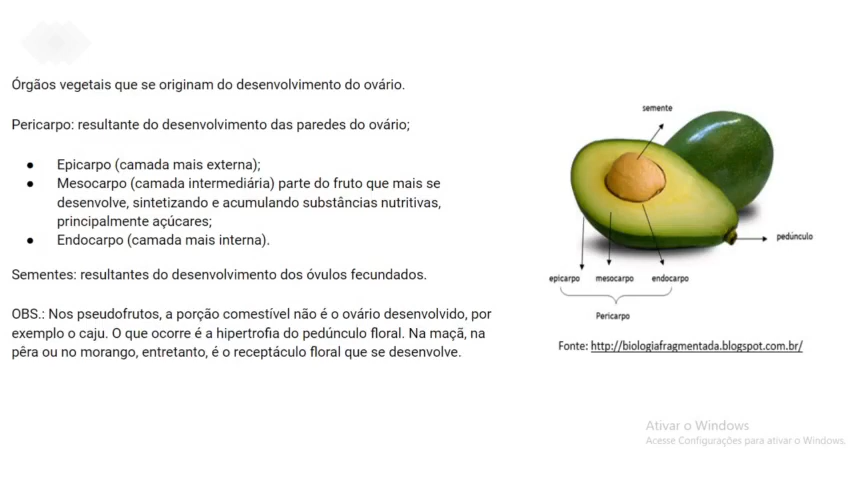 Órgãos vegetais que se originam do desenvolvimento do ovário.
Pericarpo: resultante do desenvolvimento das paredes do ovário;
● Epicarpo (camada mais externa);
● Mesocarpo (camada intermediária) parte do fruto que mais se
desenvolve, sintetizando e acumulando substâncias nutritivas,
principalmente açúcares;
● Endocarpo (camada mais interna).
Sementes: resultantes do desenvolvimento dos óvulos fecundados.
OBS.: Nos pseudofrutos, a porção comestível não é o ovário desenvolvido, por
exemplo o caju. O que ocorre é a hipertrofia do pedúnculo floral. Na maçã, na
pêra ou no morango, entretanto, é o receptáculo floral que se desenvolve.
semente
pedúnculo
epicarpo mesocarpo endocarpo
Pericarpo
Fonte: http://biologiafragmentada.blogspot.com.br/
Ativar o Windows
Acesse Configurações para ativar o Windows.